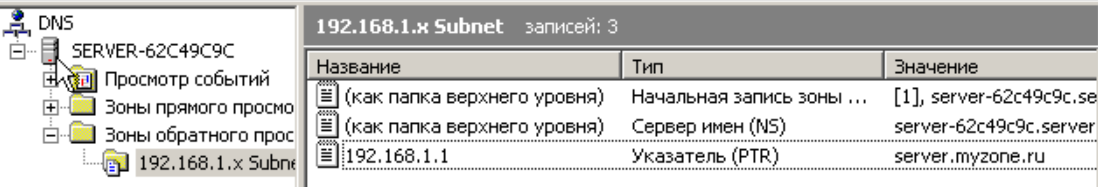 DNS
SERVER-62C49C9C
Просмотр событий
Зоны прямого просмо
Зоны обратного прос
192.168.1.x Subne
192.168.1.x Subnet записей: 3
Название Тип Значение
(как папка верхнего уровня) Начальная запись зоны ... [1], server-62c49c9c.se
(как папка верхнего уровня) Сервер имен (NS) server-62c49c9c.server
192.168.1.1 Указатель (PTR) server.myzone.ru